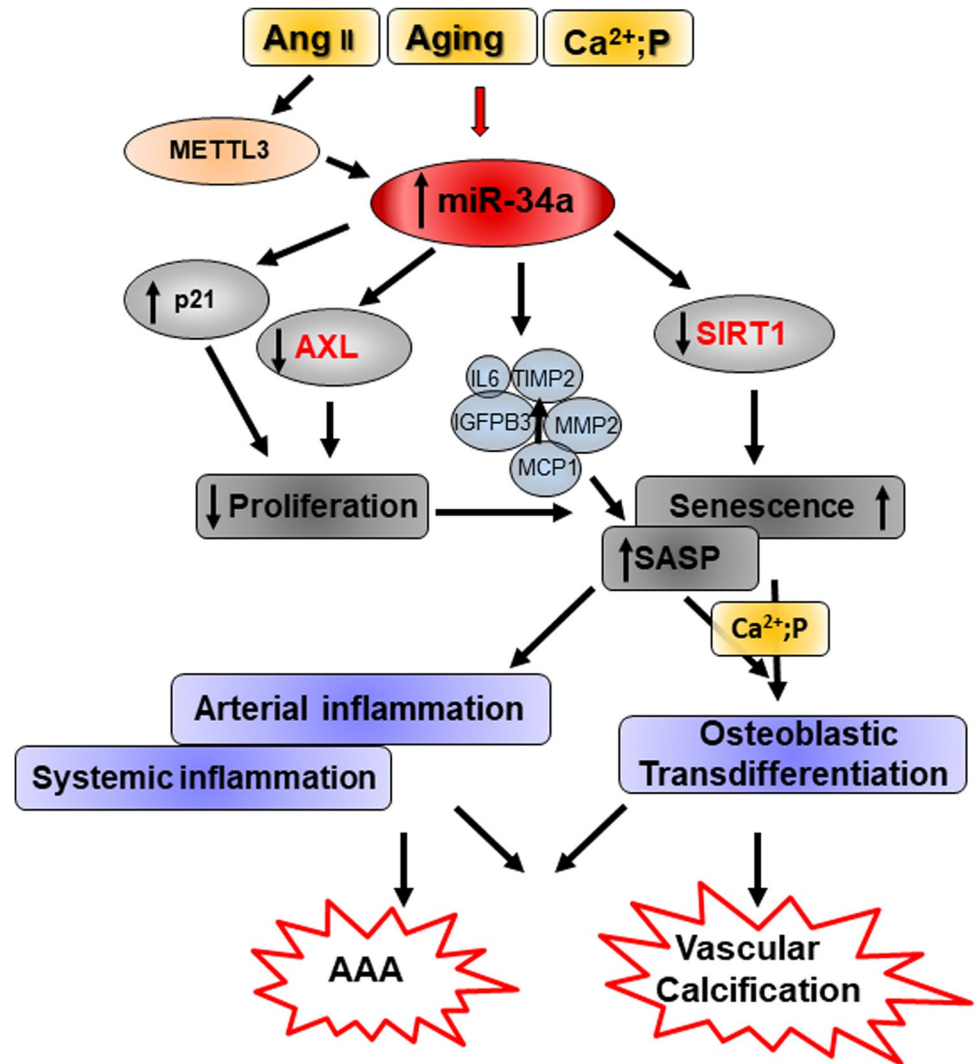 Ang II
Aging
Ca²⁺;P
METTL3
miR-34a
p21
AXL
SIRT1
IL6
TIMP2
IGFPB3
MMP2
MCP1
Proliferation
Senescence
SASP
Ca²⁺;P
Arterial inflammation
Systemic inflammation
Osteoblastic
Transdifferentiation
AAA
Vascular
Calcification